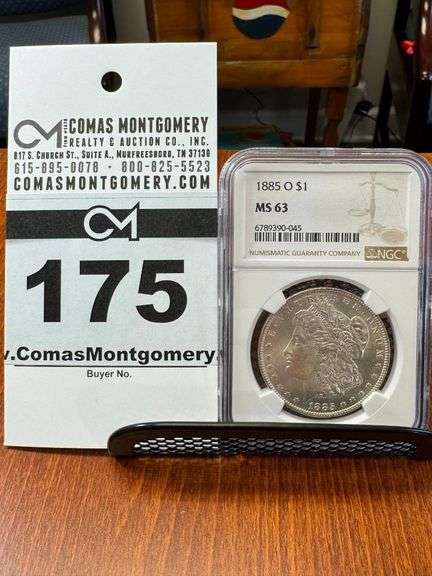 CM
COMAS MONTGOMERY
REALTY & AUCTION CO., INC.
817 S. CHURCH ST., SUITE A., MURFREESBORO, TN 37130
615-895-0078 • 800-825-5523
COMASMONTGOMERY.COM
CM
175
.ComasMontgomery.
Buyer No.
1885 O $1
MS 63
6789390-045
NUMISMATIC GUARANTY COMPANY
NGC
1885